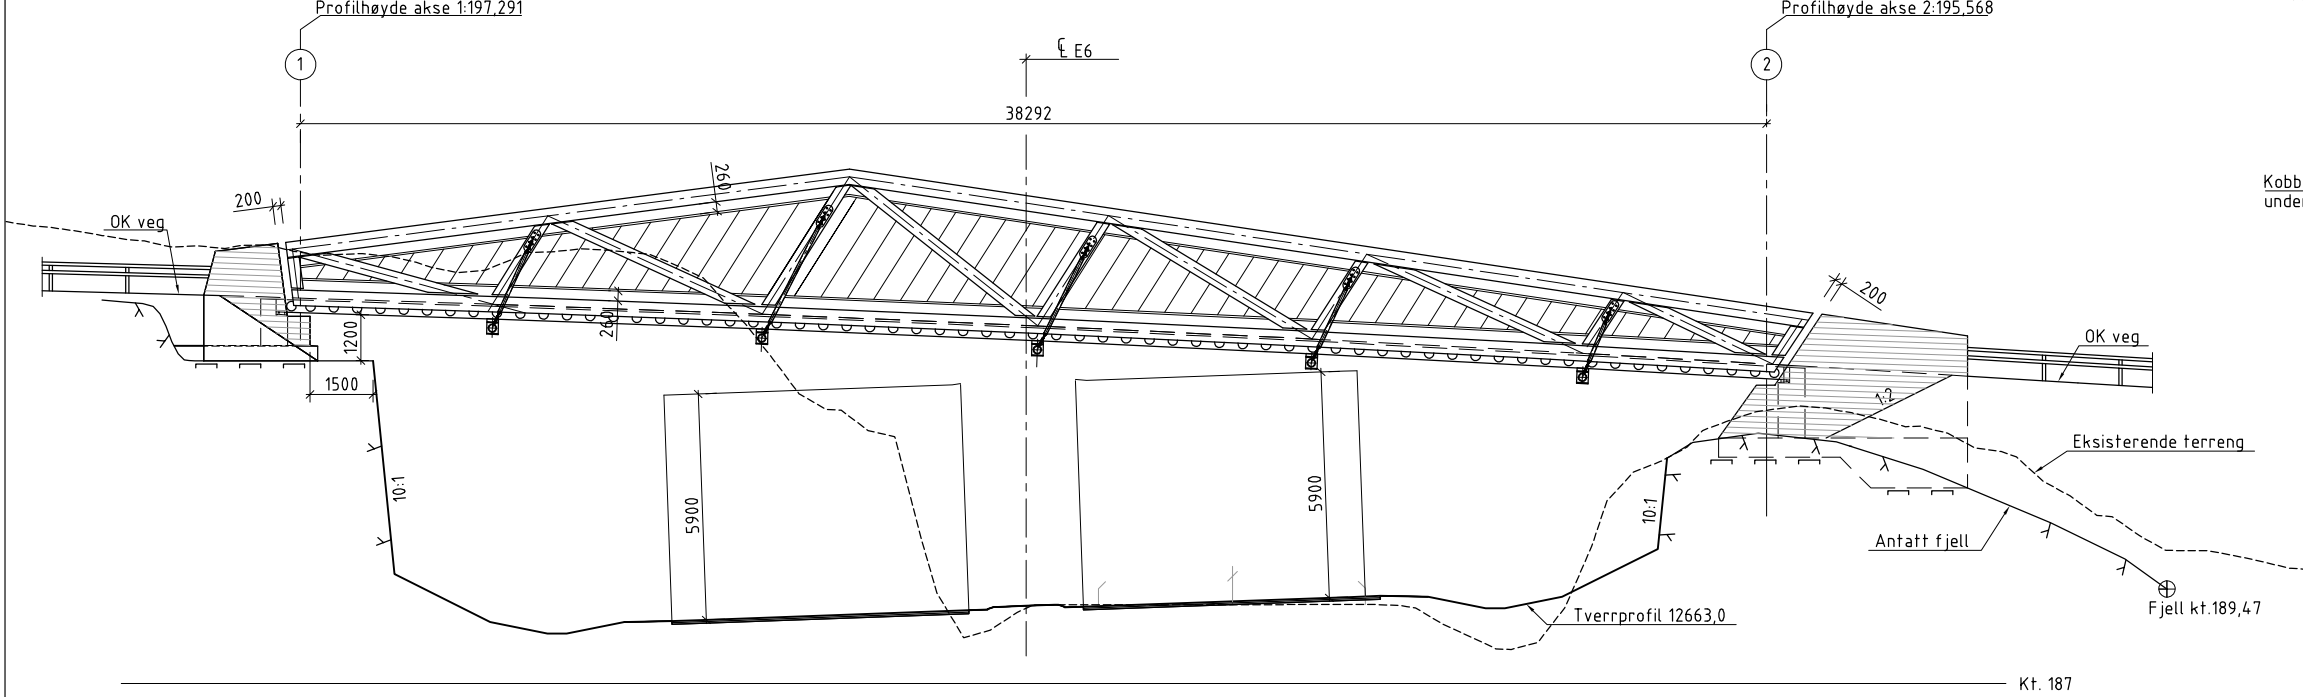 Profilhøyde akse 1:197,291
Profilhøyde akse 2:195,568
1
℄ E6
2
38292
260
200
Kobb
under
OK veg
200
260
1200
OK veg
1500
1:2
Eksisterende terreng
10:1
5900
5900
10:1
Antatt fjell
Fjell kt.189,47
Tverrprofil 12663,0
Kt. 187